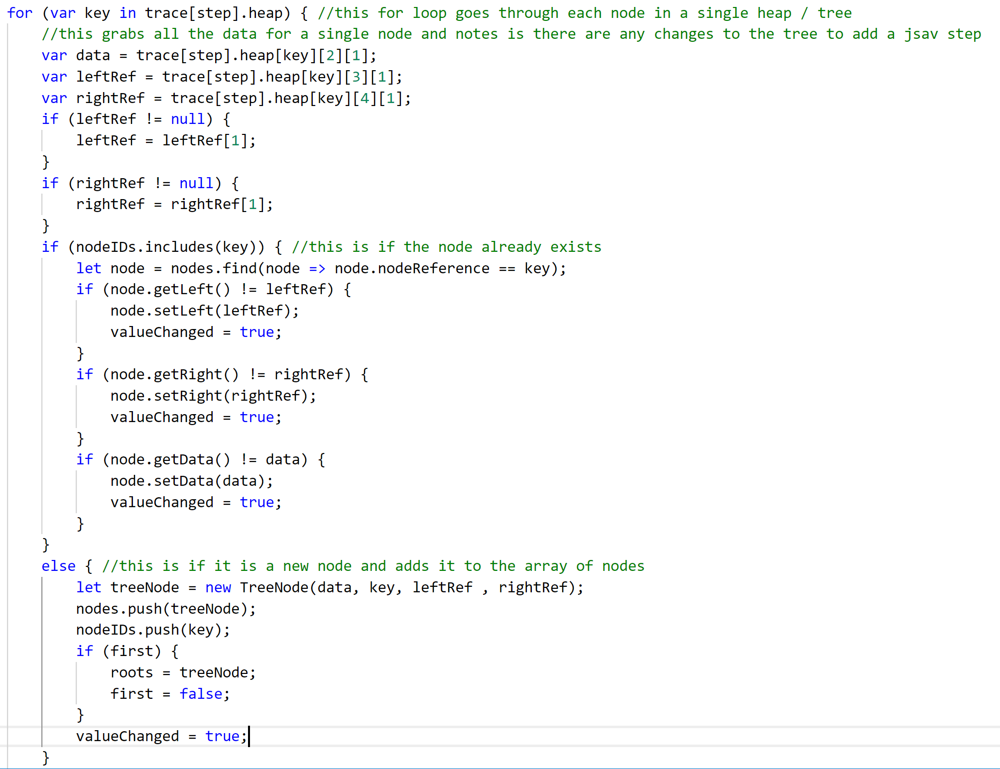 for (var key in trace[step].heap) { //this for loop goes through each node in a single heap / tree
//this grabs all the data for a single node and notes is there are any changes to the tree to add a jsav step
var data = trace[step].heap[key][2][1];
var leftRef = trace[step].heap[key][3][1];
var rightRef = trace[step].heap[key][4][1];
if (leftRef != null) {
leftRef = leftRef[1];
}
if (rightRef != null) {
rightRef = rightRef[1];
}
if (nodeIDs.includes(key)) { //this is if the node already exists
let node = nodes.find(node => node.nodeReference == key);
if (node.getLeft() != leftRef) {
node.setLeft(leftRef);
valueChanged = true;
}
if (node.getRight() != rightRef) {
node.setRight(rightRef);
valueChanged = true;
}
if (node.getData() != data) {
node.setData(data);
valueChanged = true;
}
}
else { //this is if it is a new node and adds it to the array of nodes
let treeNode = new TreeNode(data, key, leftRef , rightRef);
nodes.push(treeNode);
nodeIDs.push(key);
if (first) {
roots = treeNode;
first = false;
}
valueChanged = true;
}